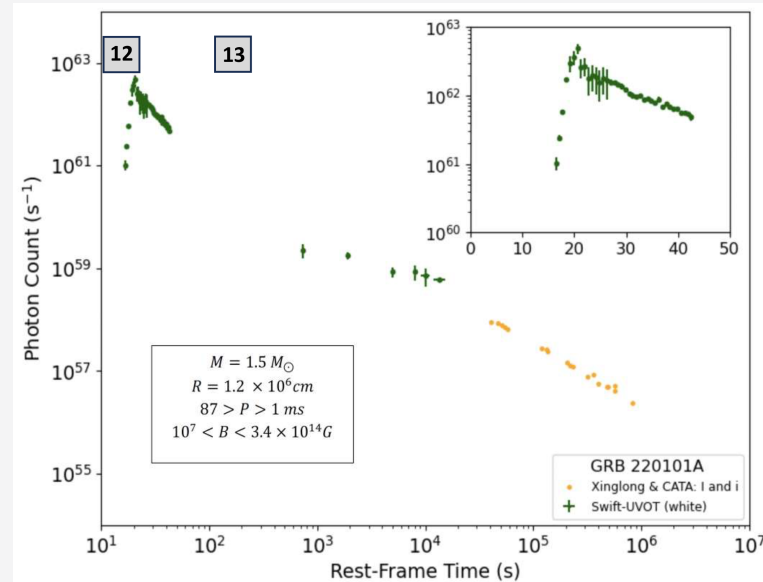 12
13
10^63
10^61
10^59
10^57
10^55
Photon Count (s⁻¹)
10^63
10^62
10^61
10^60
0 10 20 30 40 50
M = 1.5 M⊙
R = 1.2 × 10^6 cm
87 > P > 1 ms
10^7 < B < 3.4 × 10^14 G
GRB 220101A
Xinglong & CATA: I and i
Swift-UVOT (white)
10^1 10^2 10^3 10^4 10^5 10^6 10^7
Rest-Frame Time (s)